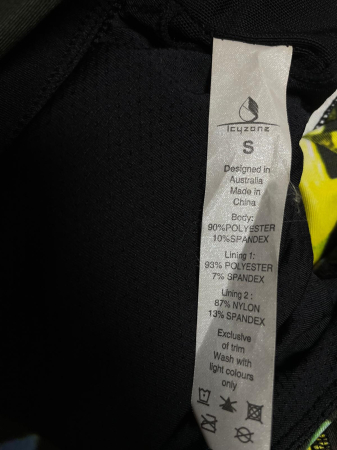 icyzone
S
Designed in
Australia
Made in
China
Body:
90%POLYESTER
10%SPANDEX
Lining 1:
93% POLYESTER
7% SPANDEX
Lining 2 :
87% NYLON
13% SPANDEX
Exclusive
of trim
Wash with
light colours
only